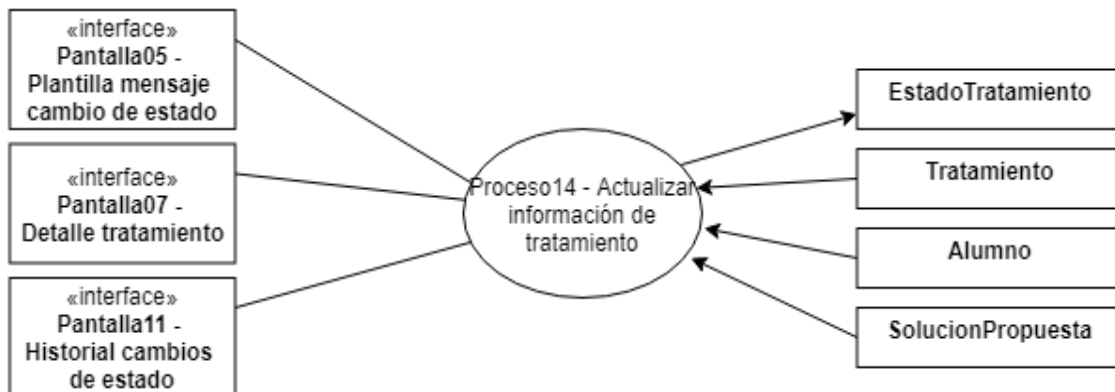 «interface»
Pantalla05 -
Plantilla mensaje
cambio de estado
«interface»
Pantalla07 -
Detalle tratamiento
«interface»
Pantalla11 -
Historial cambios
de estado
Proceso14 - Actualizar
información de
tratamiento
EstadoTratamiento
Tratamiento
Alumno
SolucionPropuesta